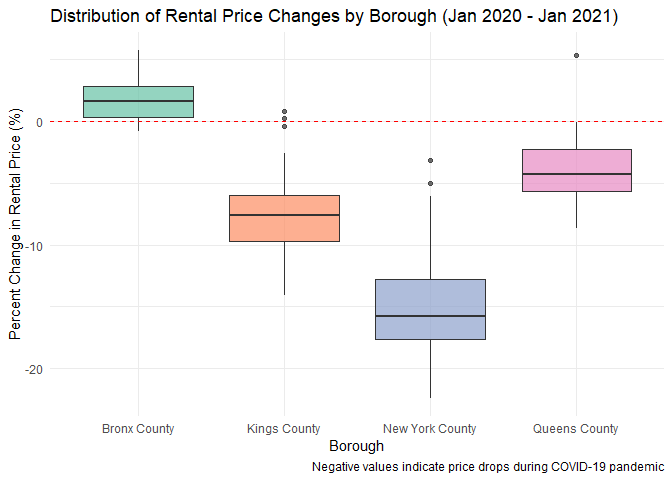 Distribution of Rental Price Changes by Borough (Jan 2020 - Jan 2021)
Percent Change in Rental Price (%)
0
-10
-20
Bronx County
Kings County
New York County
Queens County
Borough
Negative values indicate price drops during COVID-19 pandemic